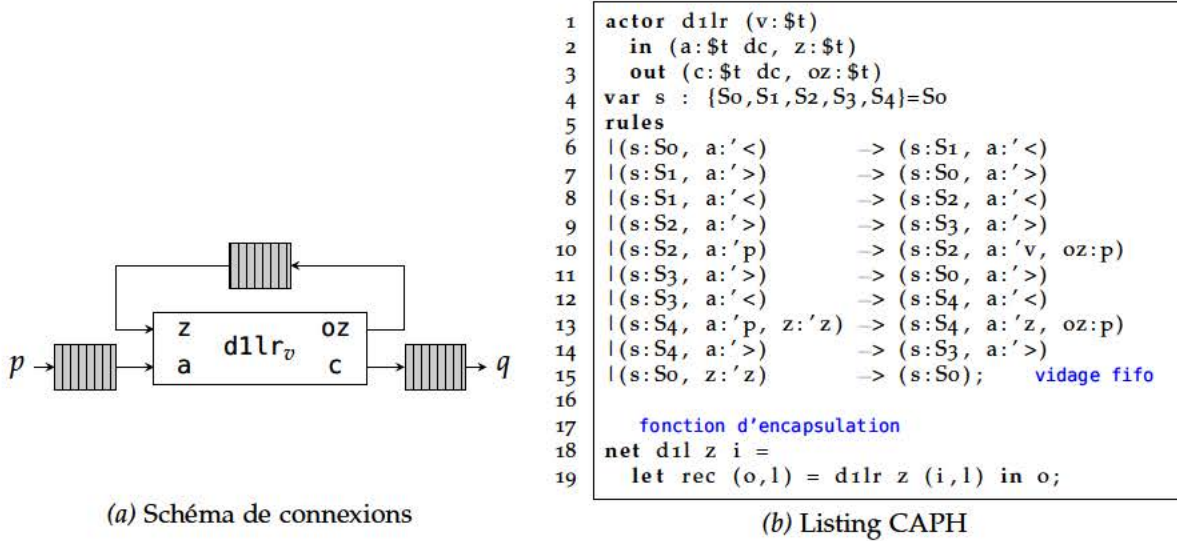 z oz
d1lr_v
p a c q
(a) Schéma de connexions
1 actor d1lr (v:$t)
2 in (a:$t dc, z:$t)
3 out (c:$t dc, oz:$t)
4 var s : {S0,S1,S2,S3,S4}=S0
5 rules
6 |(s:S0, a:'<) -> (s:S1, a:'<)
7 |(s:S1, a:'>) -> (s:S0, a:'>)
8 |(s:S1, a:'<) -> (s:S2, a:'<)
9 |(s:S2, a:'>) -> (s:S3, a:'>)
10 |(s:S2, a:'p) -> (s:S2, a:'v, oz:p)
11 |(s:S3, a:'>) -> (s:S0, a:'>)
12 |(s:S3, a:'<) -> (s:S4, a:'<)
13 |(s:S4, a:'p, z:'z) -> (s:S4, a:'z, oz:p)
14 |(s:S4, a:'>) -> (s:S3, a:'>)
15 |(s:S0, z:'z) -> (s:S0); vidage fifo
16
17 fonction d'encapsulation
18 net d1l z i =
19 let rec (o,l) = d1lr z (i,l) in o;
(b) Listing CAPH